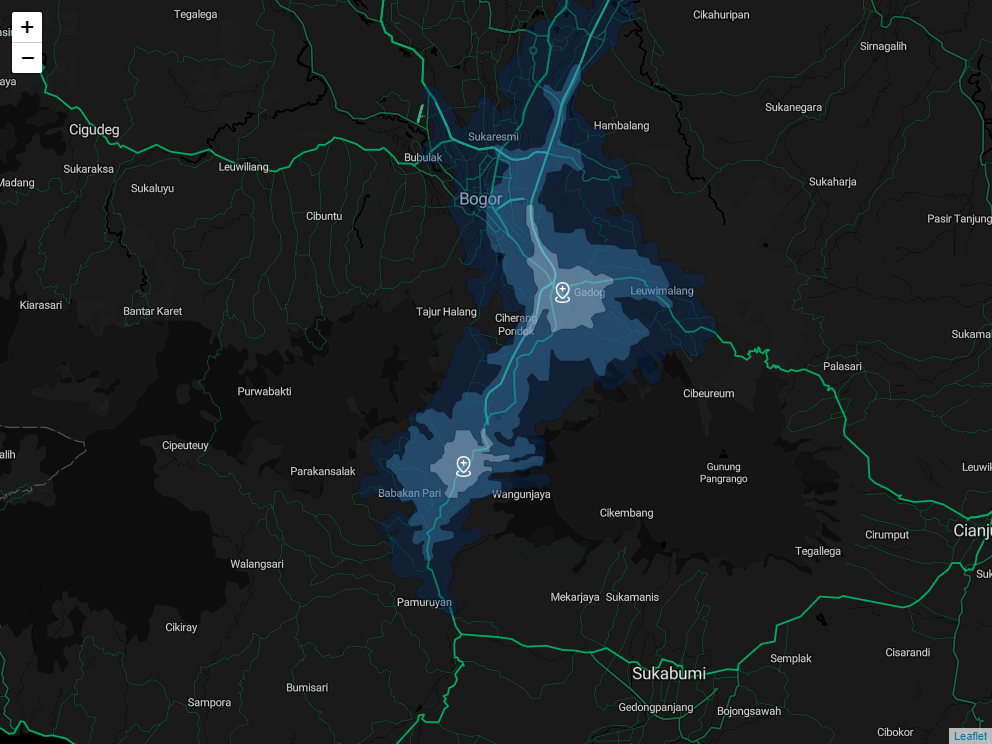 Tegalega
Cikahuripan
+
Sirnagalih
−
aya
Sukanegara
Cigudeg
Hambalang
Sukaresmi
Bubulak
Sukaraksa
Leuwiliang
Madang
Sukaluyu
Sukaharja
Bogor
Cibuntu
Pasir Tanjung
Gadog
Leuwimalang
Kiarasari
Bantar Karet
Tajur Halang
Ciherang
Pondok
Sukama
Palasari
Purwabakti
Cibeureum
Cipeuteuy
alih
Parakansalak
Gunung
Pangrango
Leuwik
Babakan Pari
Wangunjaya
Cikembang
Cirumput
Cianju
Tegallega
Walangsari
Suk
Mekarjaya
Sukamanis
Pamuruyan
Cikiray
Cisarandi
Semplak
Sukabumi
Bumisari
Sampora
Gedongpanjang
Bojongsawah
Cibokor
Leaflet